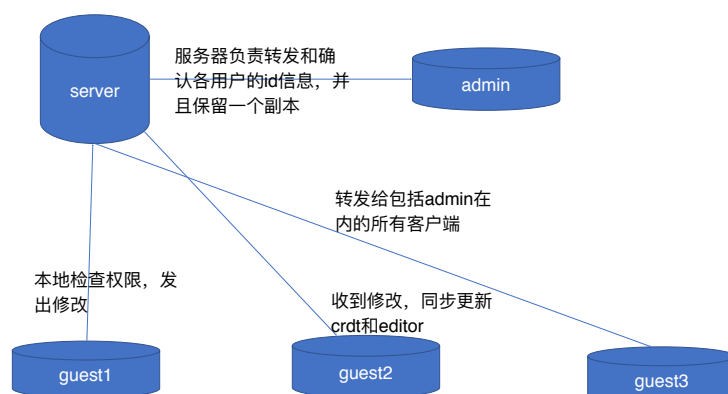 服务器负责转发和确
认各用户的id信息，并
且保留一个副本
server
admin
转发给包括admin在
内的所有客户端
本地检查权限，发
出修改
收到修改，同步更新
crdt和editor
guest1
guest2
guest3